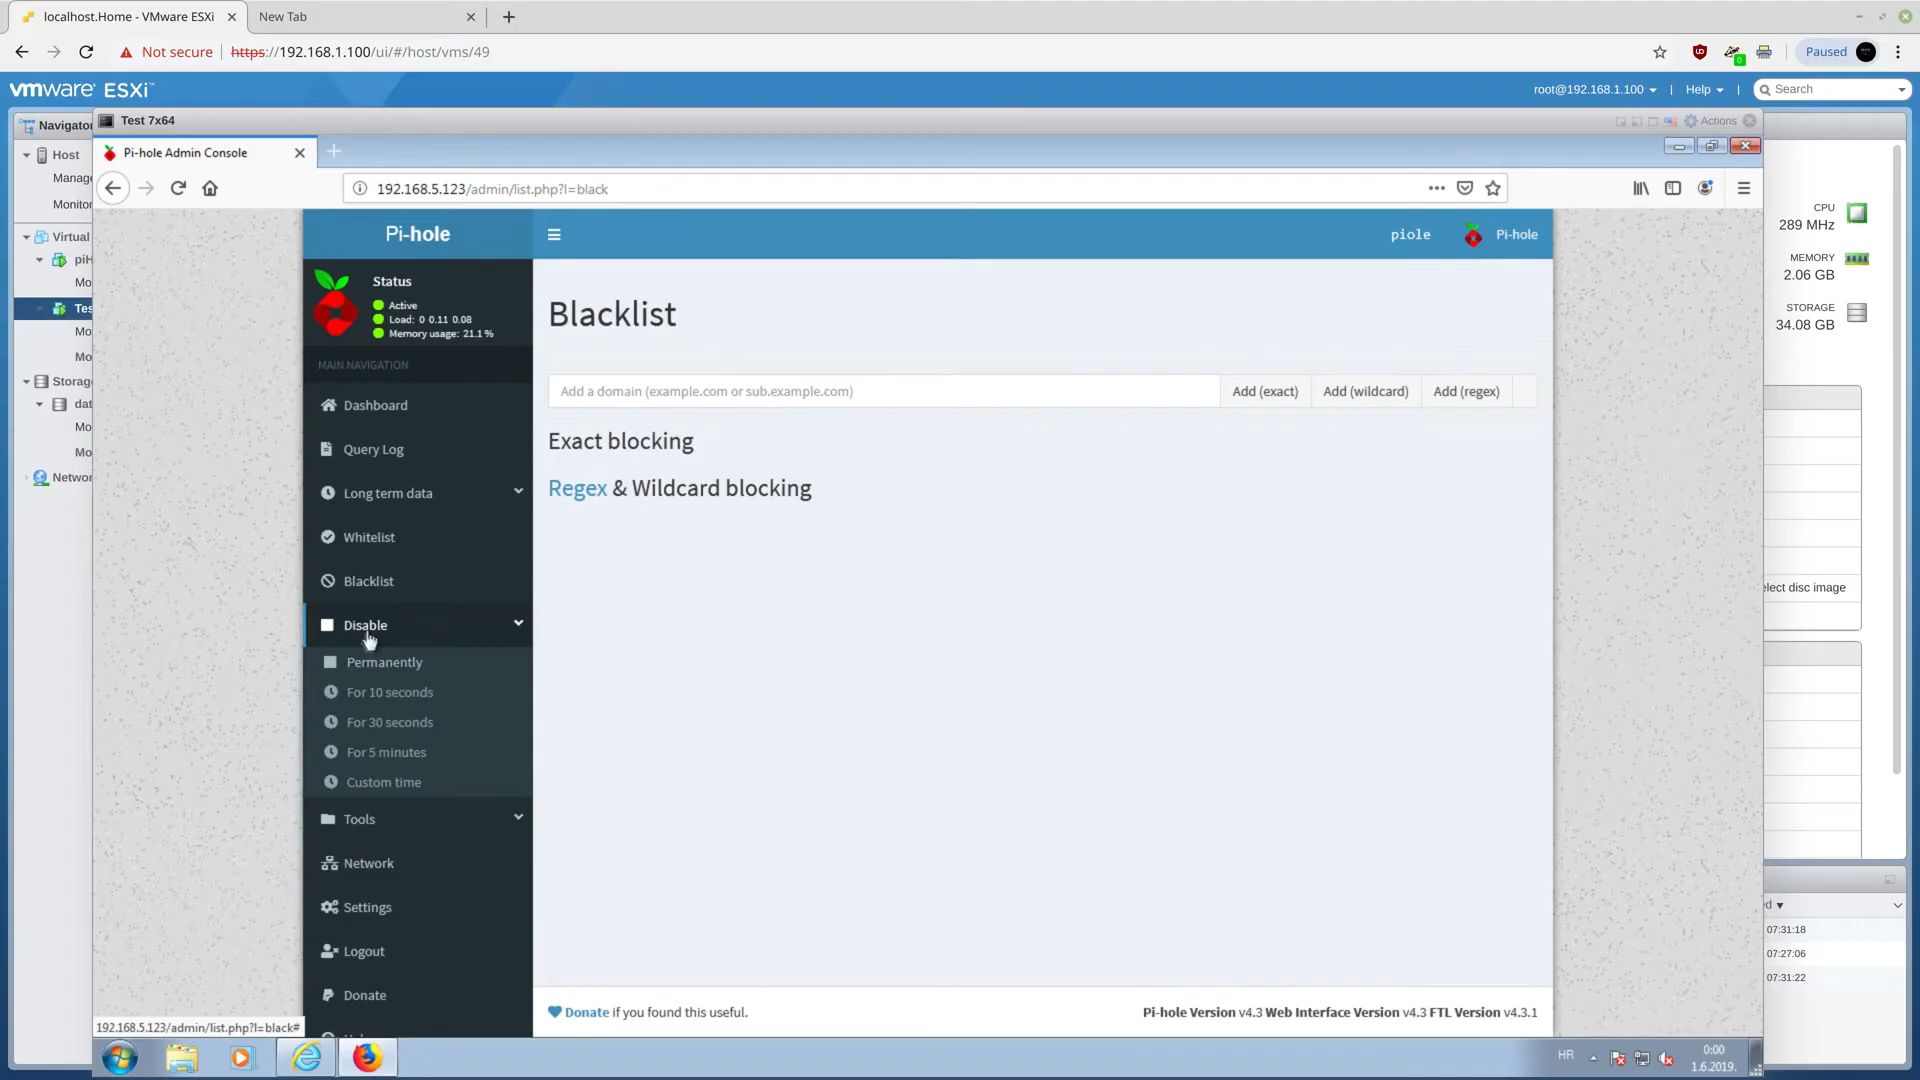 localhost.Home - VMware ESXi
New Tab
Not secure
https://192.168.1.100/ui/#/host/vms/49
0
Paused
vmware ESXi™
root@192.168.1.100
|
Help
|
Search
Navigator
Test 7x64
Actions
Pi-hole Admin Console
192.168.5.123/admin/list.php?l=black
Host
Manage
Monitor
Virtual
piH
Mo
Tes
Mo
Mo
Storag
dat
Mo
Mo
Networ
Pi-hole
piole
Pi-hole
Status
Active
Load: 0 0.11 0.08
Memory usage: 21.1 %
MAIN NAVIGATION
Dashboard
Query Log
Long term data
Whitelist
Blacklist
Disable
Permanently
For 10 seconds
For 30 seconds
For 5 minutes
Custom time
Tools
Network
Settings
Logout
Donate
Blacklist
Add a domain (example.com or sub.example.com)
Add (exact)
Add (wildcard)
Add (regex)
Exact blocking
Regex & Wildcard blocking
Donate if you found this useful.
Pi-hole Version v4.3 Web Interface Version v4.3 FTL Version v4.3.1
192.168.5.123/admin/list.php?l=black#
CPU
289 MHz
MEMORY
2.06 GB
STORAGE
34.08 GB
elect disc image
d
07:31:18
07:27:06
07:31:22
HR
0:00
1.6.2019.